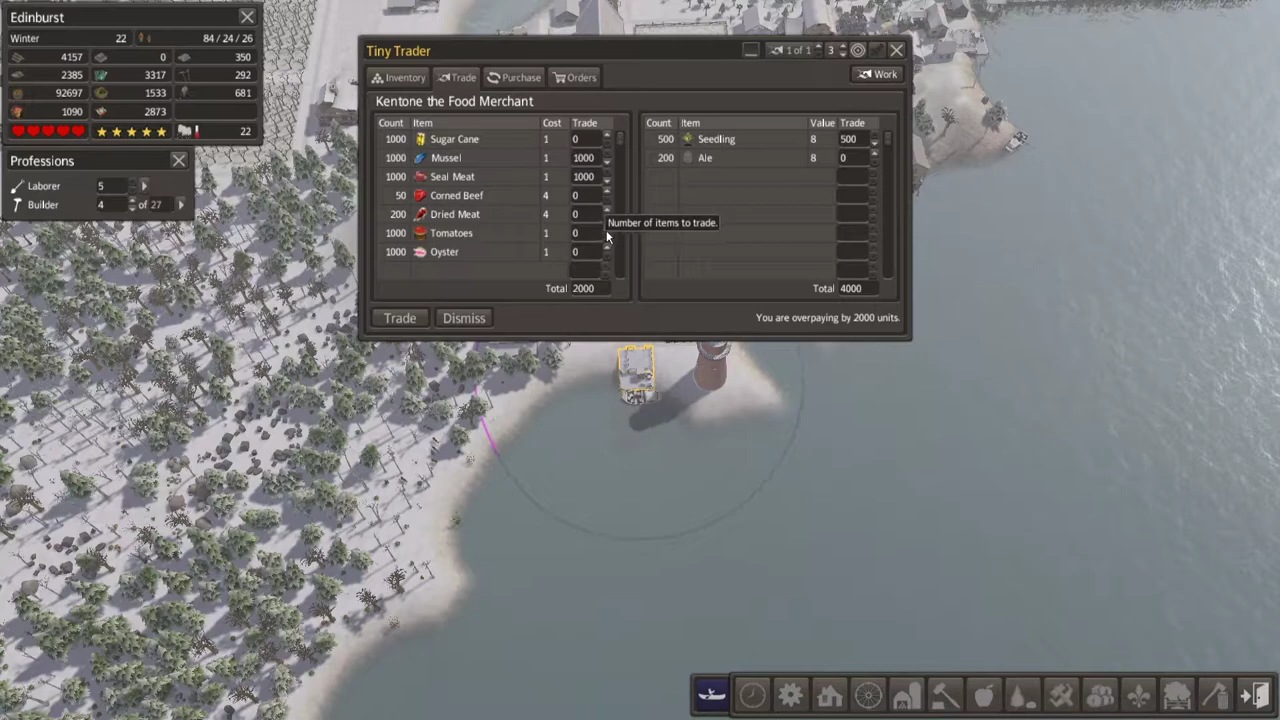 Edinburst
Winter 22 84 / 24 / 26
4157 0 350
2385 3317 292
92697 1533 681
1090 2873
22
Professions
Laborer 5
Builder 4 of 27
Tiny Trader 1 of 1 3
Inventory Trade Purchase Orders Work
Kentone the Food Merchant
Count Item Cost Trade
1000 Sugar Cane 1 0
1000 Mussel 1 1000
1000 Seal Meat 1 1000
50 Corned Beef 4 0
200 Dried Meat 4 0
1000 Tomatoes 1 0
1000 Oyster 1 0
Total 2000
Count Item Value Trade
500 Seedling 8 500
200 Ale 8 0
Total 4000
Number of items to trade.
Trade Dismiss You are overpaying by 2000 units.